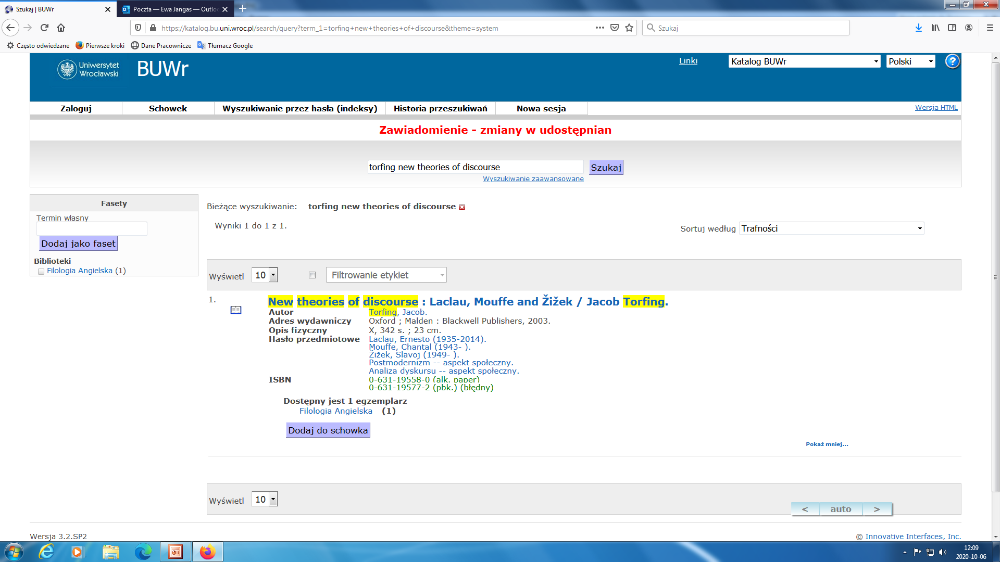 Szukaj | BUWr
Poczta — Ewa Jangas — Outloo
https://katalog.bu.uni.wroc.pl/search/query?term_1=torfing+new+theories+of+discourse&theme=system
Szukaj
Często odwiedzane
Pierwsze kroki
Dane Pracownicze
Tłumacz Google
Uniwersytet
Wrocławski
BUWr
Linki
Katalog BUWr
Polski
?
Zaloguj
Schowek
Wyszukiwanie przez hasła (indeksy)
Historia przeszukiwań
Nowa sesja
Wersja HTML
Zawiadomienie - zmiany w udostępnian
torfing new theories of discourse
Szukaj
Wyszukiwanie zaawansowane
Fasety
Termin własny
Dodaj jako faset
Biblioteki
Filologia Angielska (1)
Bieżące wyszukiwanie: torfing new theories of discourse
Wyniki 1 do 1 z 1.
Sortuj według Trafności
Wyświetl 10 Filtrowanie etykiet
1.
New theories of discourse : Laclau, Mouffe and Žižek / Jacob Torfing.
Autor Torfing, Jacob.
Adres wydawniczy Oxford ; Malden : Blackwell Publishers, 2003.
Opis fizyczny X, 342 s. ; 23 cm.
Hasło przedmiotowe Laclau, Ernesto (1935-2014).
Mouffe, Chantal (1943- ).
Žižek, Slavoj (1949- ).
Postmodernizm -- aspekt społeczny.
Analiza dyskursu -- aspekt społeczny.
ISBN 0-631-19558-0 (alk. paper)
0-631-19577-2 (pbk.) (błędny)
Dostępny jest 1 egzemplarz
Filologia Angielska (1)
Dodaj do schowka
Pokaż mniej...
Wyświetl 10
< auto >
Wersja 3.2.SP2
© Innovative Interfaces, Inc.
12:09
2020-10-06